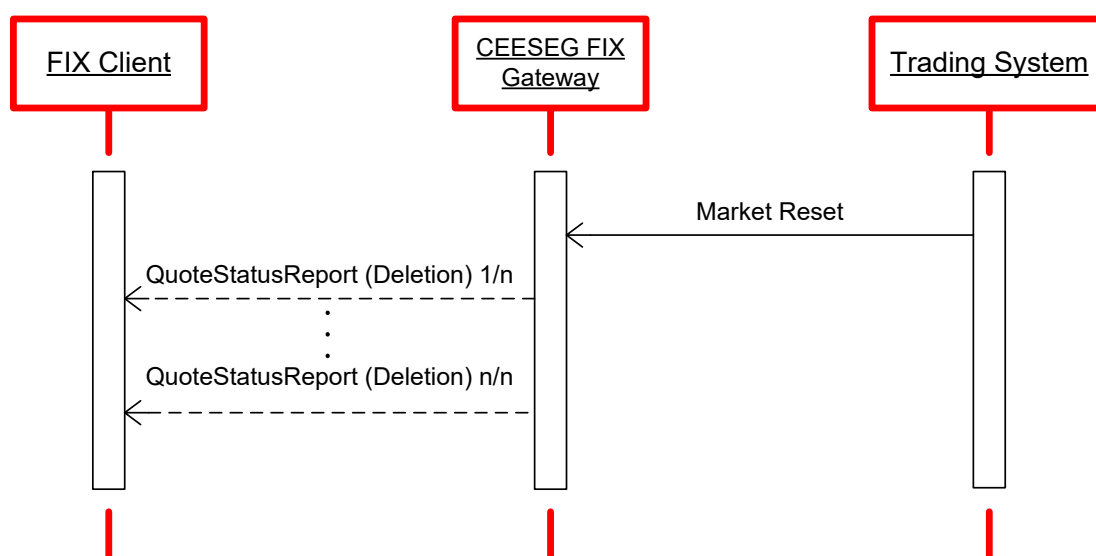 FIX Client
CEESEG FIX
Gateway
Trading System
Market Reset
QuoteStatusReport (Deletion) 1/n
QuoteStatusReport (Deletion) n/n